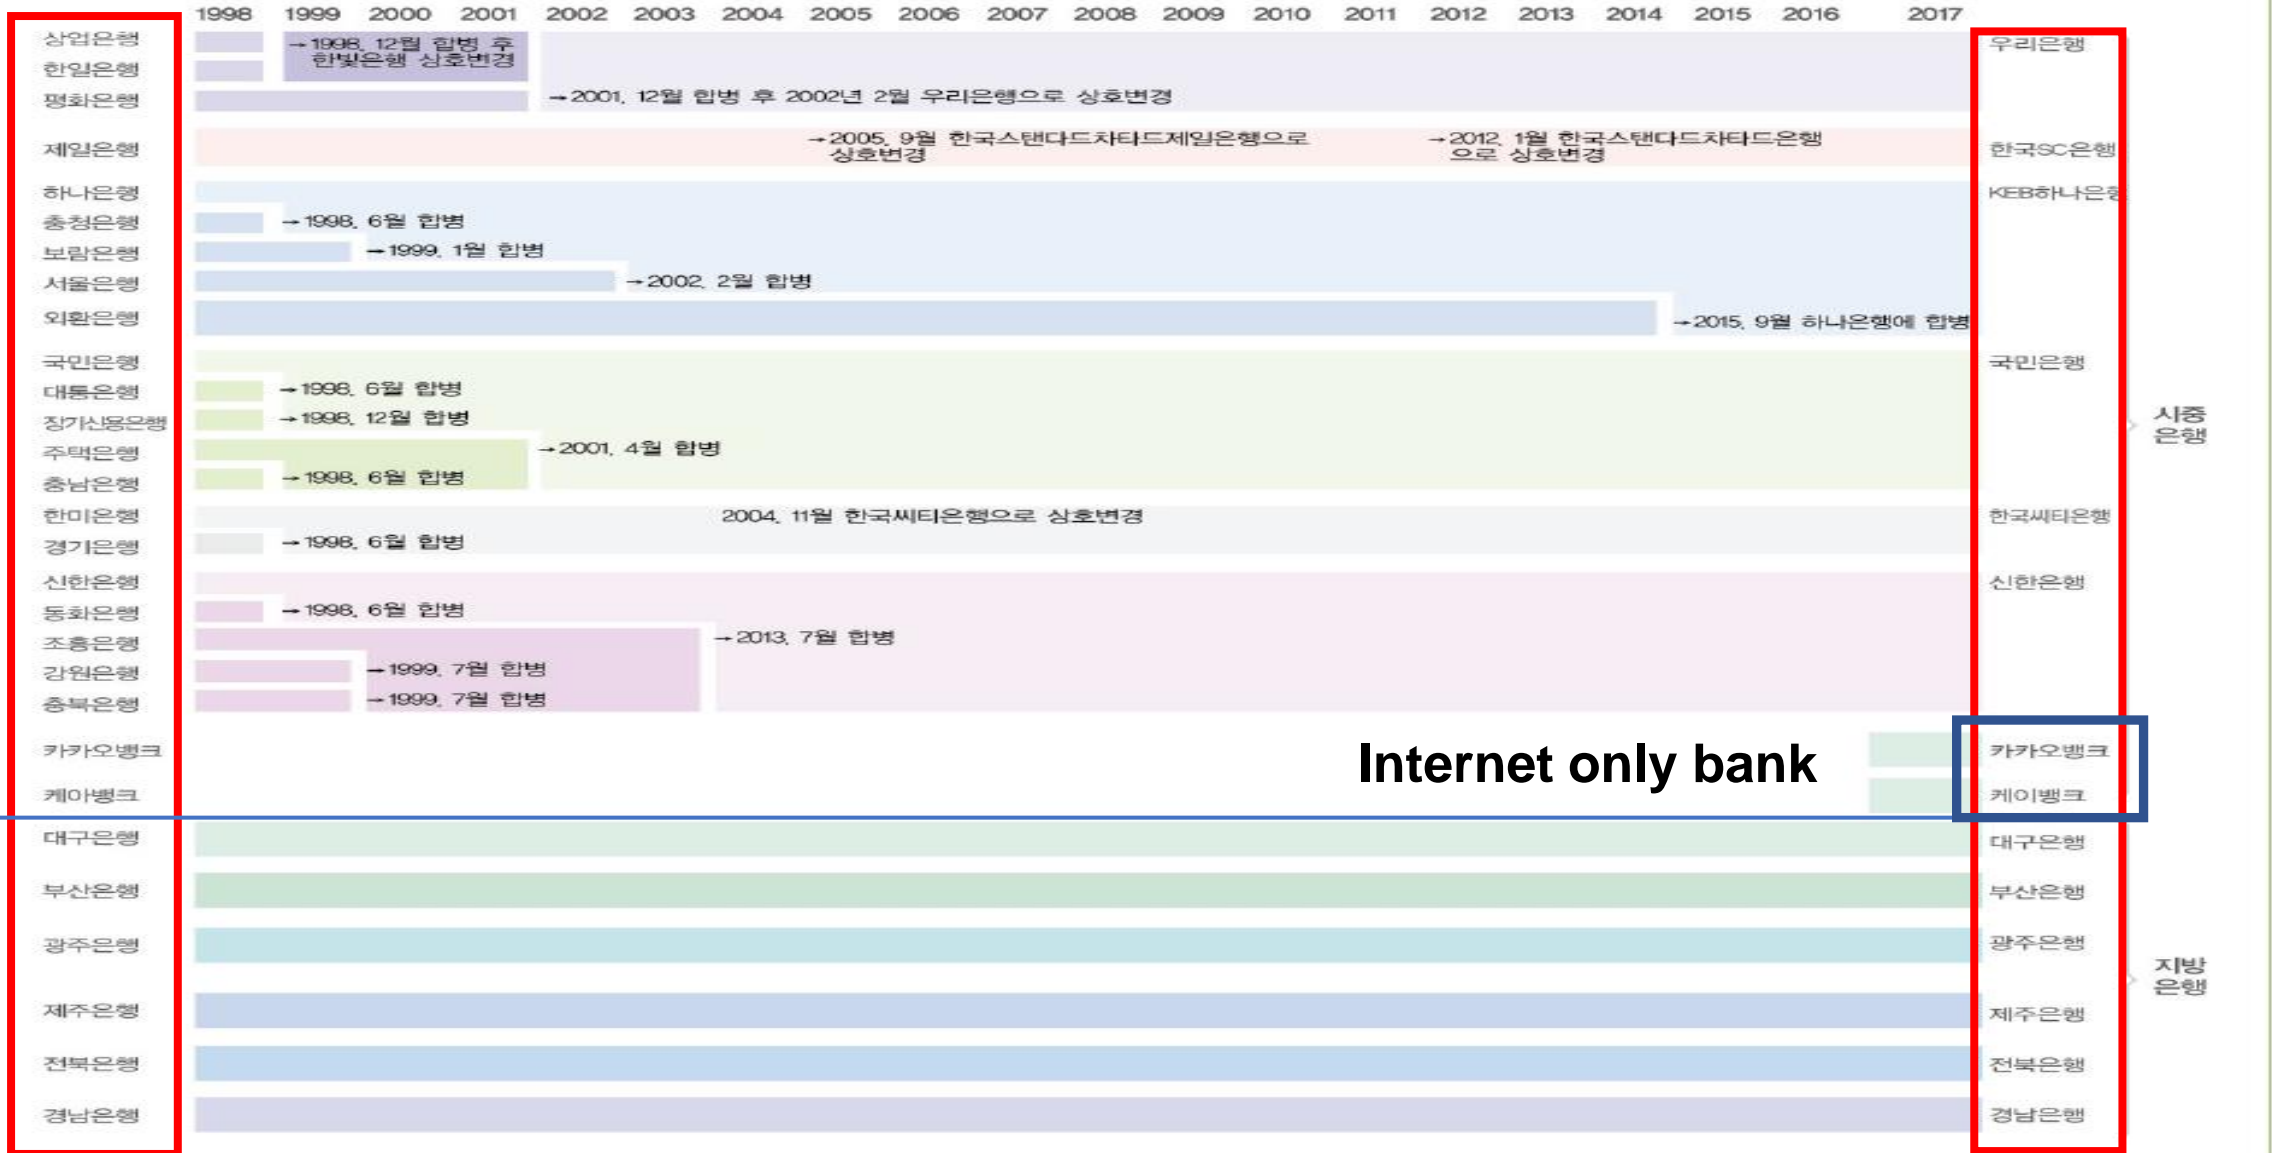 1998 1999 2000 2001 2002 2003 2004 2005 2006 2007 2008 2009 2010 2011 2012 2013 2014 2015 2016 2017
상업은행
→1998. 12월 합병 후
한빛은행 상호변경
우리은행
한일은행
평화은행
→2001. 12월 합병 후 2002년 2월 우리은행으로 상호변경
제일은행
→2005. 9월 한국스탠다드차타드제일은행으로
상호변경
→2012. 1월 한국스탠다드차타드은행
으로 상호변경
한국SC은행
하나은행
KEB하나은행
충청은행 →1998. 6월 합병
보람은행 →1999. 1월 합병
서울은행 →2002. 2월 합병
외환은행 →2015. 9월 하나은행에 합병
국민은행 국민은행
대동은행 →1998. 6월 합병
장기신용은행 →1998. 12월 합병
주택은행 →2001. 4월 합병
충남은행 →1998. 6월 합병
시중
은행
한미은행 2004. 11월 한국씨티은행으로 상호변경 한국씨티은행
경기은행 →1998. 6월 합병
신한은행 신한은행
동화은행 →1998. 6월 합병
조흥은행 →2013. 7월 합병
강원은행 →1999. 7월 합병
충북은행 →1999. 7월 합병
카카오뱅크 Internet only bank 카카오뱅크
케아뱅크 케이뱅크
대구은행 대구은행
부산은행 부산은행
광주은행 광주은행
지방
은행
제주은행 제주은행
전북은행 전북은행
경남은행 경남은행